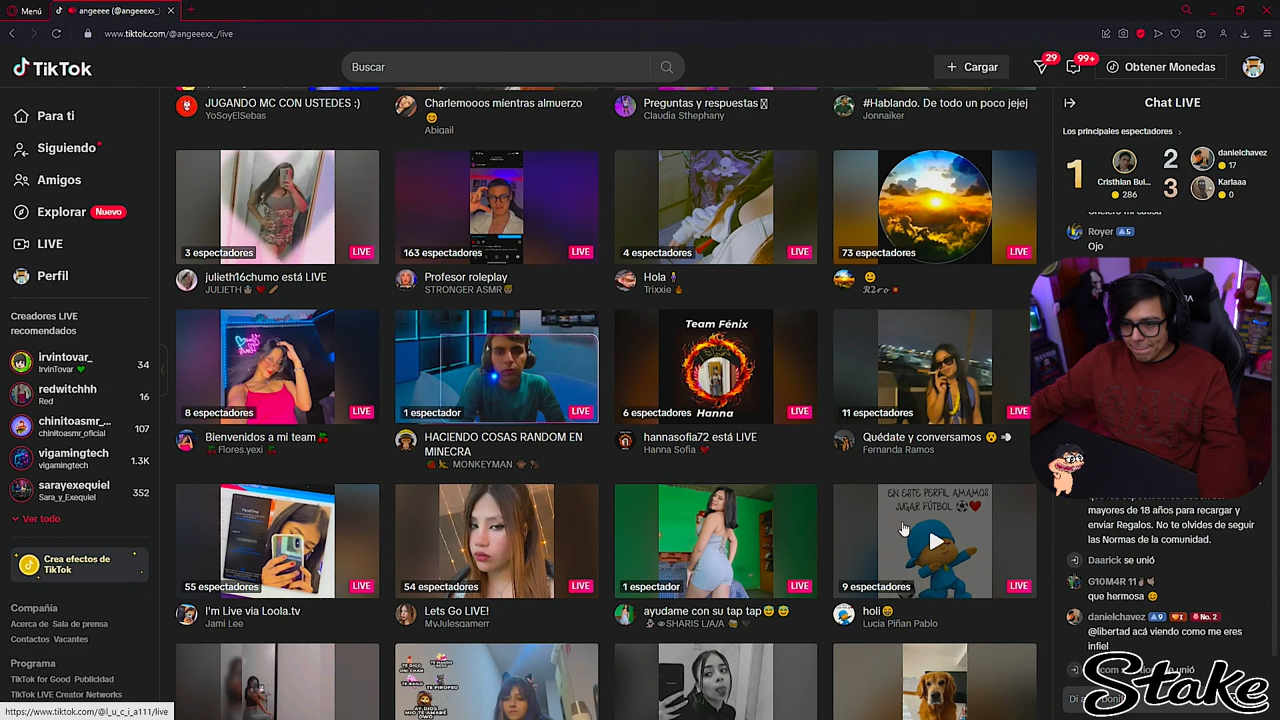 Menú
angeeee (@angeeexx_
www.tiktok.com/@angeeexx_/live
TikTok
Buscar
Cargar
29
99+
Obtener Monedas
Para ti
Siguiendo
Amigos
Explorar
Nuevo
LIVE
Perfil
Creadores LIVE
recomendados
irvintovar_
IrvinTovar
34
redwitchhh
Red
16
chinitoasmr_...
chinitoasmr_oficial
107
vigamingtech
vigamingtech
1.3K
sarayexequiel
Sara_y_Exequiel
352
Ver todo
Crea efectos de
TikTok
Compañía
Acerca de Sala de prensa
Contactos Vacantes
Programa
TikTok for Good Publicidad
TikTok LIVE Creator Networks
https://www.tiktok.com/@l_u_c_i_a111/live
JUGANDO MC CON USTEDES :)
YoSoyElSebas
Charlemooos mientras almuerzo
Abigail
Preguntas y respuestas
Claudia Sthephany
#Hablando. De todo un poco jejej
Jonnaiker
3 espectadores
LIVE
julieth16chumo está LIVE
JULIETH
163 espectadores
LIVE
Profesor roleplay
STRONGER ASMR
4 espectadores
LIVE
Hola
Trixxie
73 espectadores
LIVE
R2ro
8 espectadores
LIVE
Bienvenidos a mi team
Flores.yexi
1 espectador
LIVE
HACIENDO COSAS RANDOM EN
MINECRA
MONKEYMAN
Team Fénix
Hanna
6 espectadores
LIVE
hannasofia72 está LIVE
Hanna Sofia
11 espectadores
LIVE
Quédate y conversamos
Fernanda Ramos
55 espectadores
LIVE
I'm Live via Loola.tv
Jami Lee
54 espectadores
LIVE
Lets Go LIVE!
MyJulesgamerr
1 espectador
LIVE
ayudame con su tap tap
SHARIS L/A/A
EN ESTE PERFIL AMAMOS
JUGAR FÚTBOL
9 espectadores
LIVE
holi
Lucia Piñan Pablo
Chat LIVE
Los principales espectadores
1
Cristhian Bui...
286
2
danielchavez
17
3
Karlaaa
0
Royer 5
Ojo
mayores de 18 años para recargar y
enviar Regalos. No te olvides de seguir
las Normas de la comunidad.
Daarick se unió
G10M4R 11
que hermosa
danielchavez 9 I No. 2
@libertad acá viendo como me eres
infiel
Stake